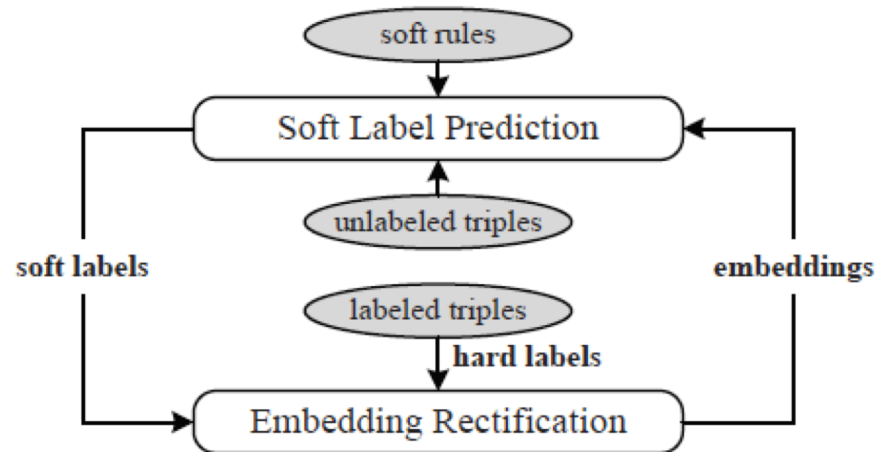 soft rules
Soft Label Prediction
unlabeled triples
soft labels
embeddings
labeled triples
hard labels
Embedding Rectification